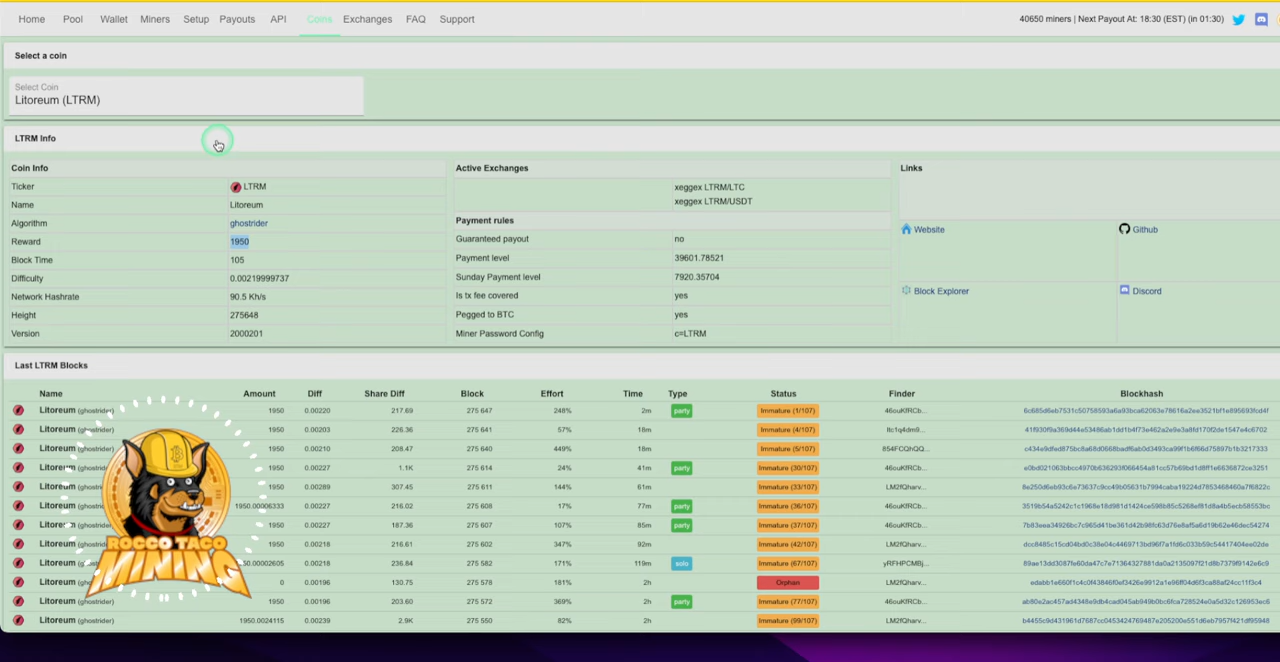 Home Pool Wallet Miners Setup Payouts API Coins Exchanges FAQ Support 40650 miners | Next Payout At: 18:30 (EST) (in 01:30)
Select a coin
Select Coin
Litoreum (LTRM)
LTRM Info
Coin Info Active Exchanges Links
Ticker LTRM xeggex LTRM/LTC
Name Litoreum xeggex LTRM/USDT
Algorithm ghostrider Payment rules Website Github
Reward 1950 Guaranteed payout no
Block Time 105 Payment level 39601.78521
Difficulty 0.00219999737 Sunday Payment level 7920.35704
Network Hashrate 90.5 Kh/s Is tx fee covered yes Block Explorer Discord
Height 275648 Pegged to BTC yes
Version 2000201 Miner Password Config c=LTRM
Last LTRM Blocks
Name Amount Diff Share Diff Block Effort Time Type Status Finder Blockhash
Litoreum (ghostrider) 1950 0.00220 217.69 275 647 248% 2m party Immature (1/107) 46ouKfRCb...
Litoreum 1950 0.00203 226.36 275 641 57% 18m Immature (4/107) ltc1q4dm9...
Litoreum 1950 0.00210 208.47 275 640 449% 18m Immature (5/107) 854FCQhQQ...
Litoreum 1950 0.00227 1.1K 275 614 24% 41m party Immature (30/107) 46ouKfRCb...
Litoreum 1950 0.00289 307.45 275 611 144% 61m Immature (33/107) LM2fQharv...
Litoreum 1950.00006333 0.00227 216.02 275 608 17% 77m party Immature (36/107) 46ouKfRCb...
1950 0.00227 187.36 275 607 107% 85m party Immature (37/107) 46ouKfRCb...
Litoreum 1950 0.00218 216.61 275 602 347% 92m Immature (42/107) LM2fQharv...
Litoreum 0.00218 236.84 275 582 171% 119m solo Immature (67/107) yRFHPCMBj...
Litoreum 0 0.00196 130.75 275 578 181% 2h Orphan LM2fQharv...
Litoreum (ghostrider) 1950 0.00196 203.60 275 572 369% 2h party Immature (77/107) 46ouKfRCb...
Litoreum (ghostrider) 1950.0024115 0.00239 2.9K 275 550 82% 2h Immature (99/107) LM2fQharv...
ROCCO TACO
MINING